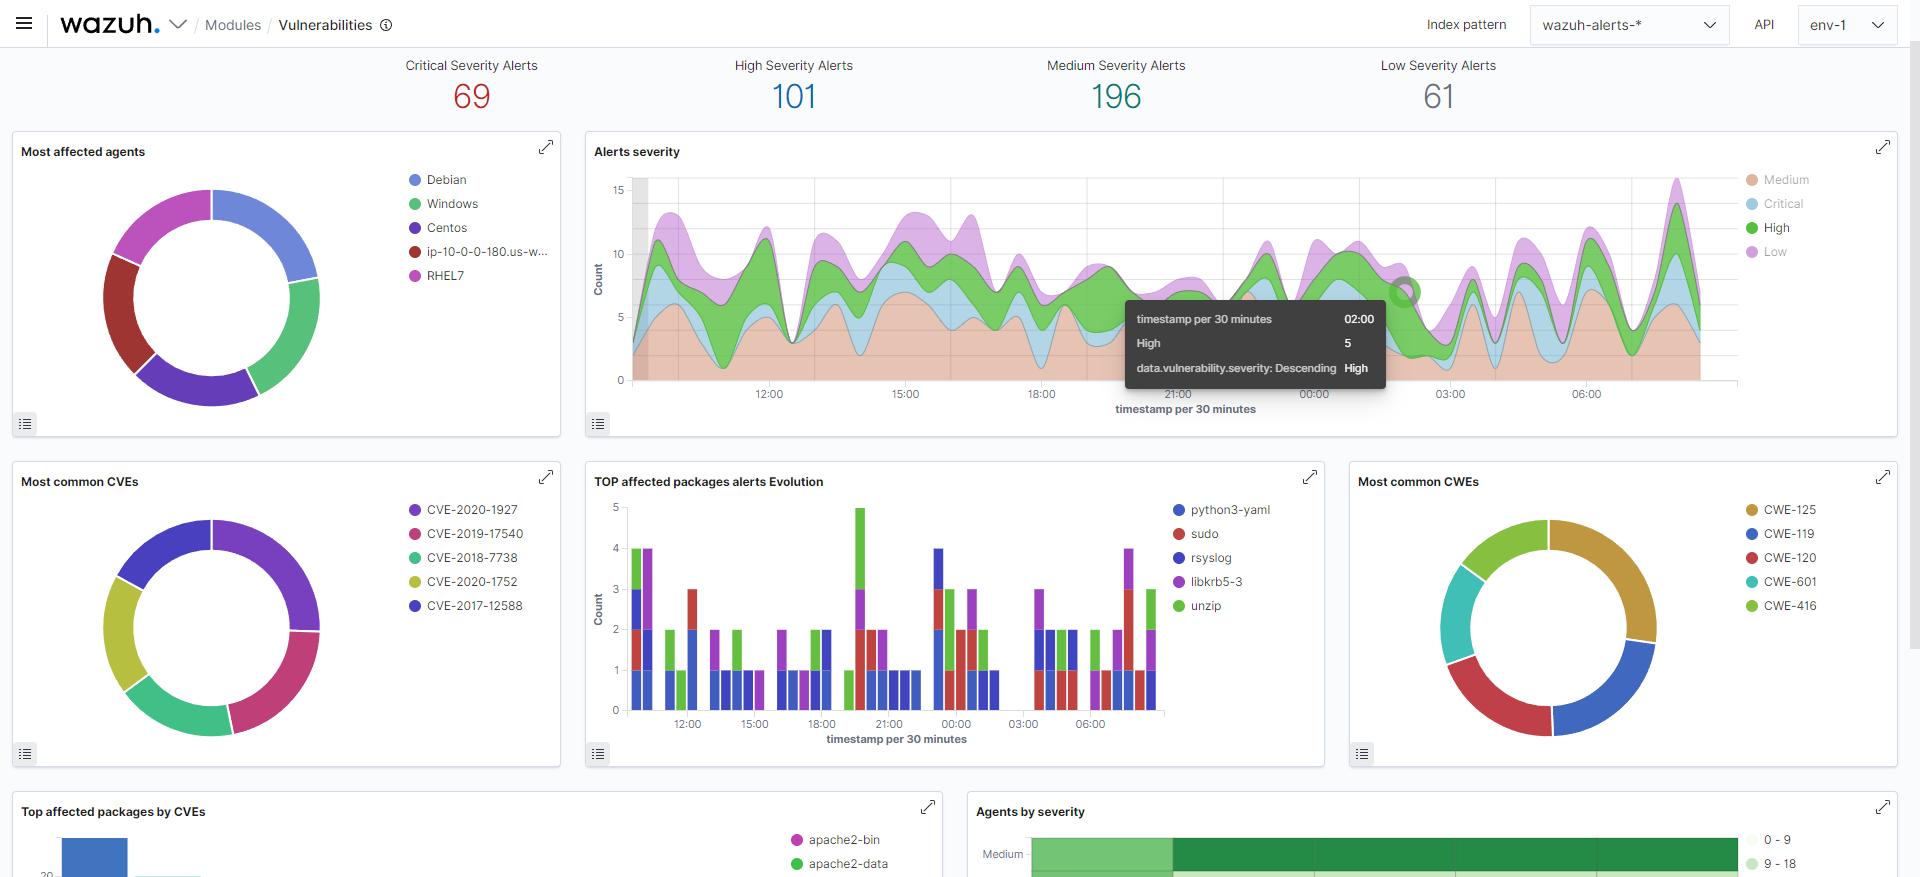 wazuh. / Modules / Vulnerabilities
Index pattern wazuh-alerts-* API env-1
Critical Severity Alerts
69
High Severity Alerts
101
Medium Severity Alerts
196
Low Severity Alerts
61
Most affected agents
Debian
Windows
Centos
ip-10-0-0-180.us-w...
RHEL7
Alerts severity
15
10
5
0
Count
timestamp per 30 minutes 02:00
High 5
data.vulnerability.severity: Descending High
12:00 15:00 18:00 21:00 00:00 03:00 06:00
timestamp per 30 minutes
Medium
Critical
High
Low
Most common CVEs
CVE-2020-1927
CVE-2019-17540
CVE-2018-7738
CVE-2020-1752
CVE-2017-12588
TOP affected packages alerts Evolution
5
4
3
2
1
0
Count
12:00 15:00 18:00 21:00 00:00 03:00 06:00
timestamp per 30 minutes
python3-yaml
sudo
rsyslog
libkrb5-3
unzip
Most common CWEs
CWE-125
CWE-119
CWE-120
CWE-601
CWE-416
Top affected packages by CVEs
20
apache2-bin
apache2-data
Agents by severity
Medium
0 - 9
9 - 18